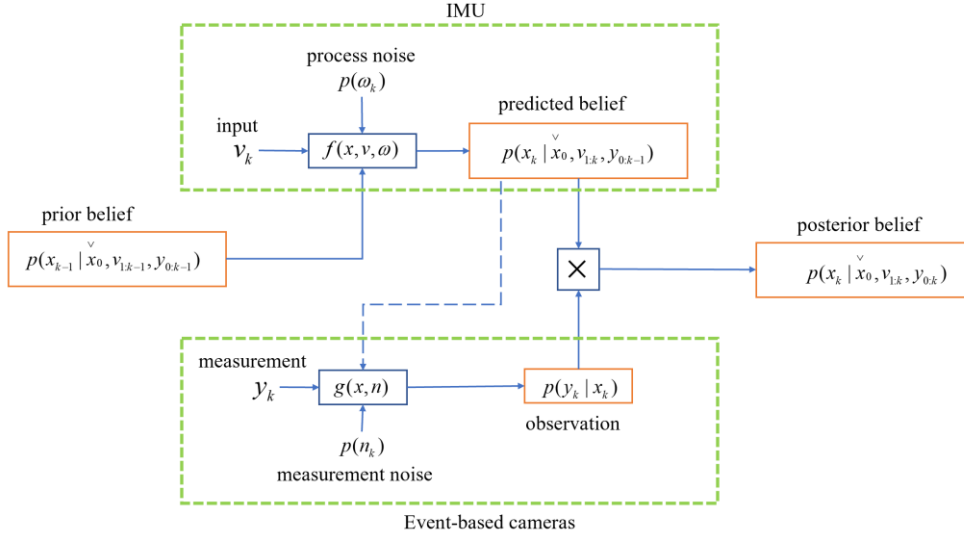 IMU
process noise
p(ω_k)
predicted belief
input
v_k
f(x, v, ω)
p(x_k | x̌_0, v_{1:k}, y_{0:k-1})
prior belief
p(x_{k-1} | x̌_0, v_{1:k-1}, y_{0:k-1})
posterior belief
×
p(x_k | x̌_0, v_{1:k}, y_{0:k})
measurement
y_k
g(x, n)
p(y_k | x_k)
observation
p(n_k)
measurement noise
Event-based cameras